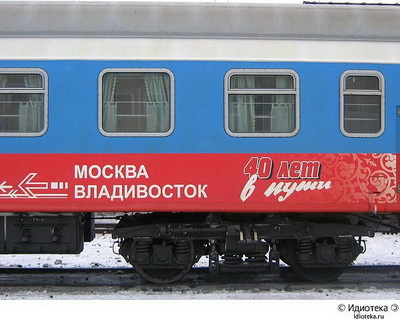 МОСКВА
ВЛАДИВОСТОК
40 лет
в пути
© Идиотека ☺
idioteka.ru